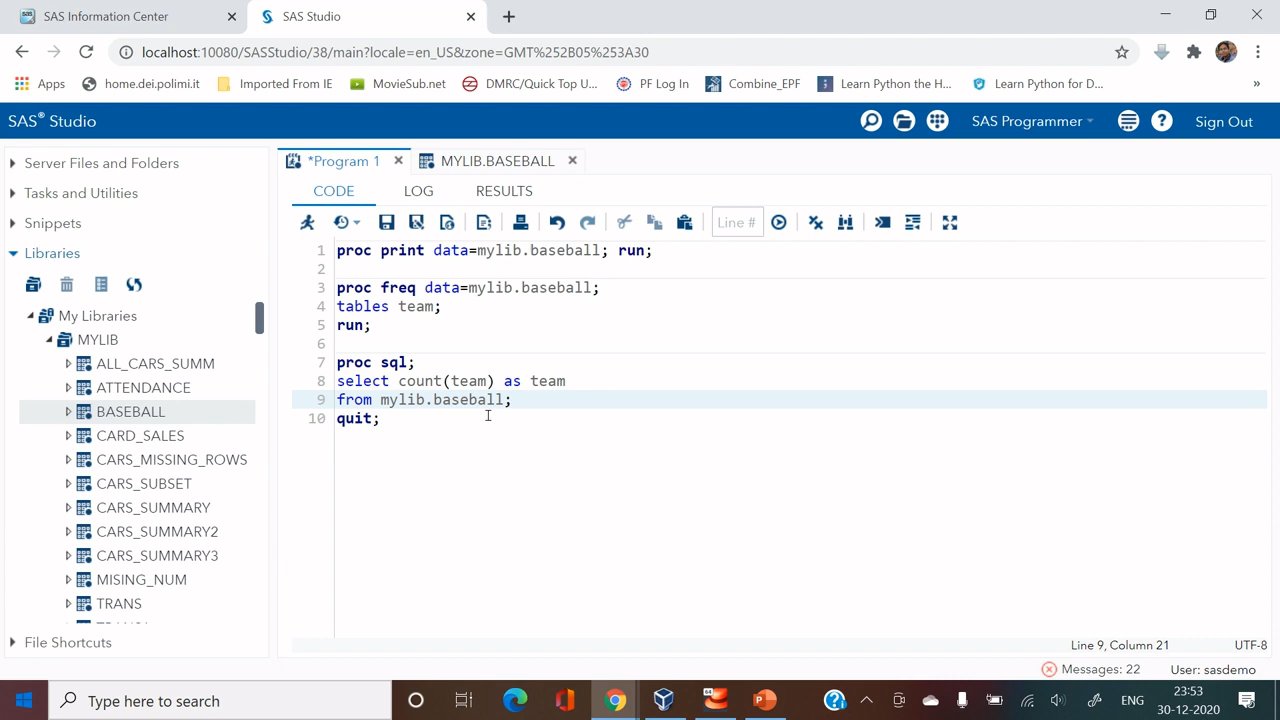 SAS Information Center
SAS Studio
localhost:10080/SASStudio/38/main?locale=en_US&zone=GMT%252B05%253A30
Apps
home.dei.polimi.it
Imported From IE
MovieSub.net
DMRC/Quick Top U...
PF Log In
Combine_EPF
Learn Python the H...
Learn Python for D...
»
SAS® Studio
SAS Programmer
Sign Out
Server Files and Folders
Tasks and Utilities
Snippets
Libraries
My Libraries
MYLIB
ALL_CARS_SUMM
ATTENDANCE
BASEBALL
CARD_SALES
CARS_MISSING_ROWS
CARS_SUBSET
CARS_SUMMARY
CARS_SUMMARY2
CARS_SUMMARY3
MISING_NUM
TRANS
File Shortcuts
*Program 1
MYLIB.BASEBALL
CODE LOG RESULTS
Line #
1 proc print data=mylib.baseball; run;
2
3 proc freq data=mylib.baseball;
4 tables team;
5 run;
6
7 proc sql;
8 select count(team) as team
9 from mylib.baseball;
10 quit;
Line 9, Column 21
UTF-8
Messages: 22
User: sasdemo
Type here to search
64
ENG
23:53
30-12-2020